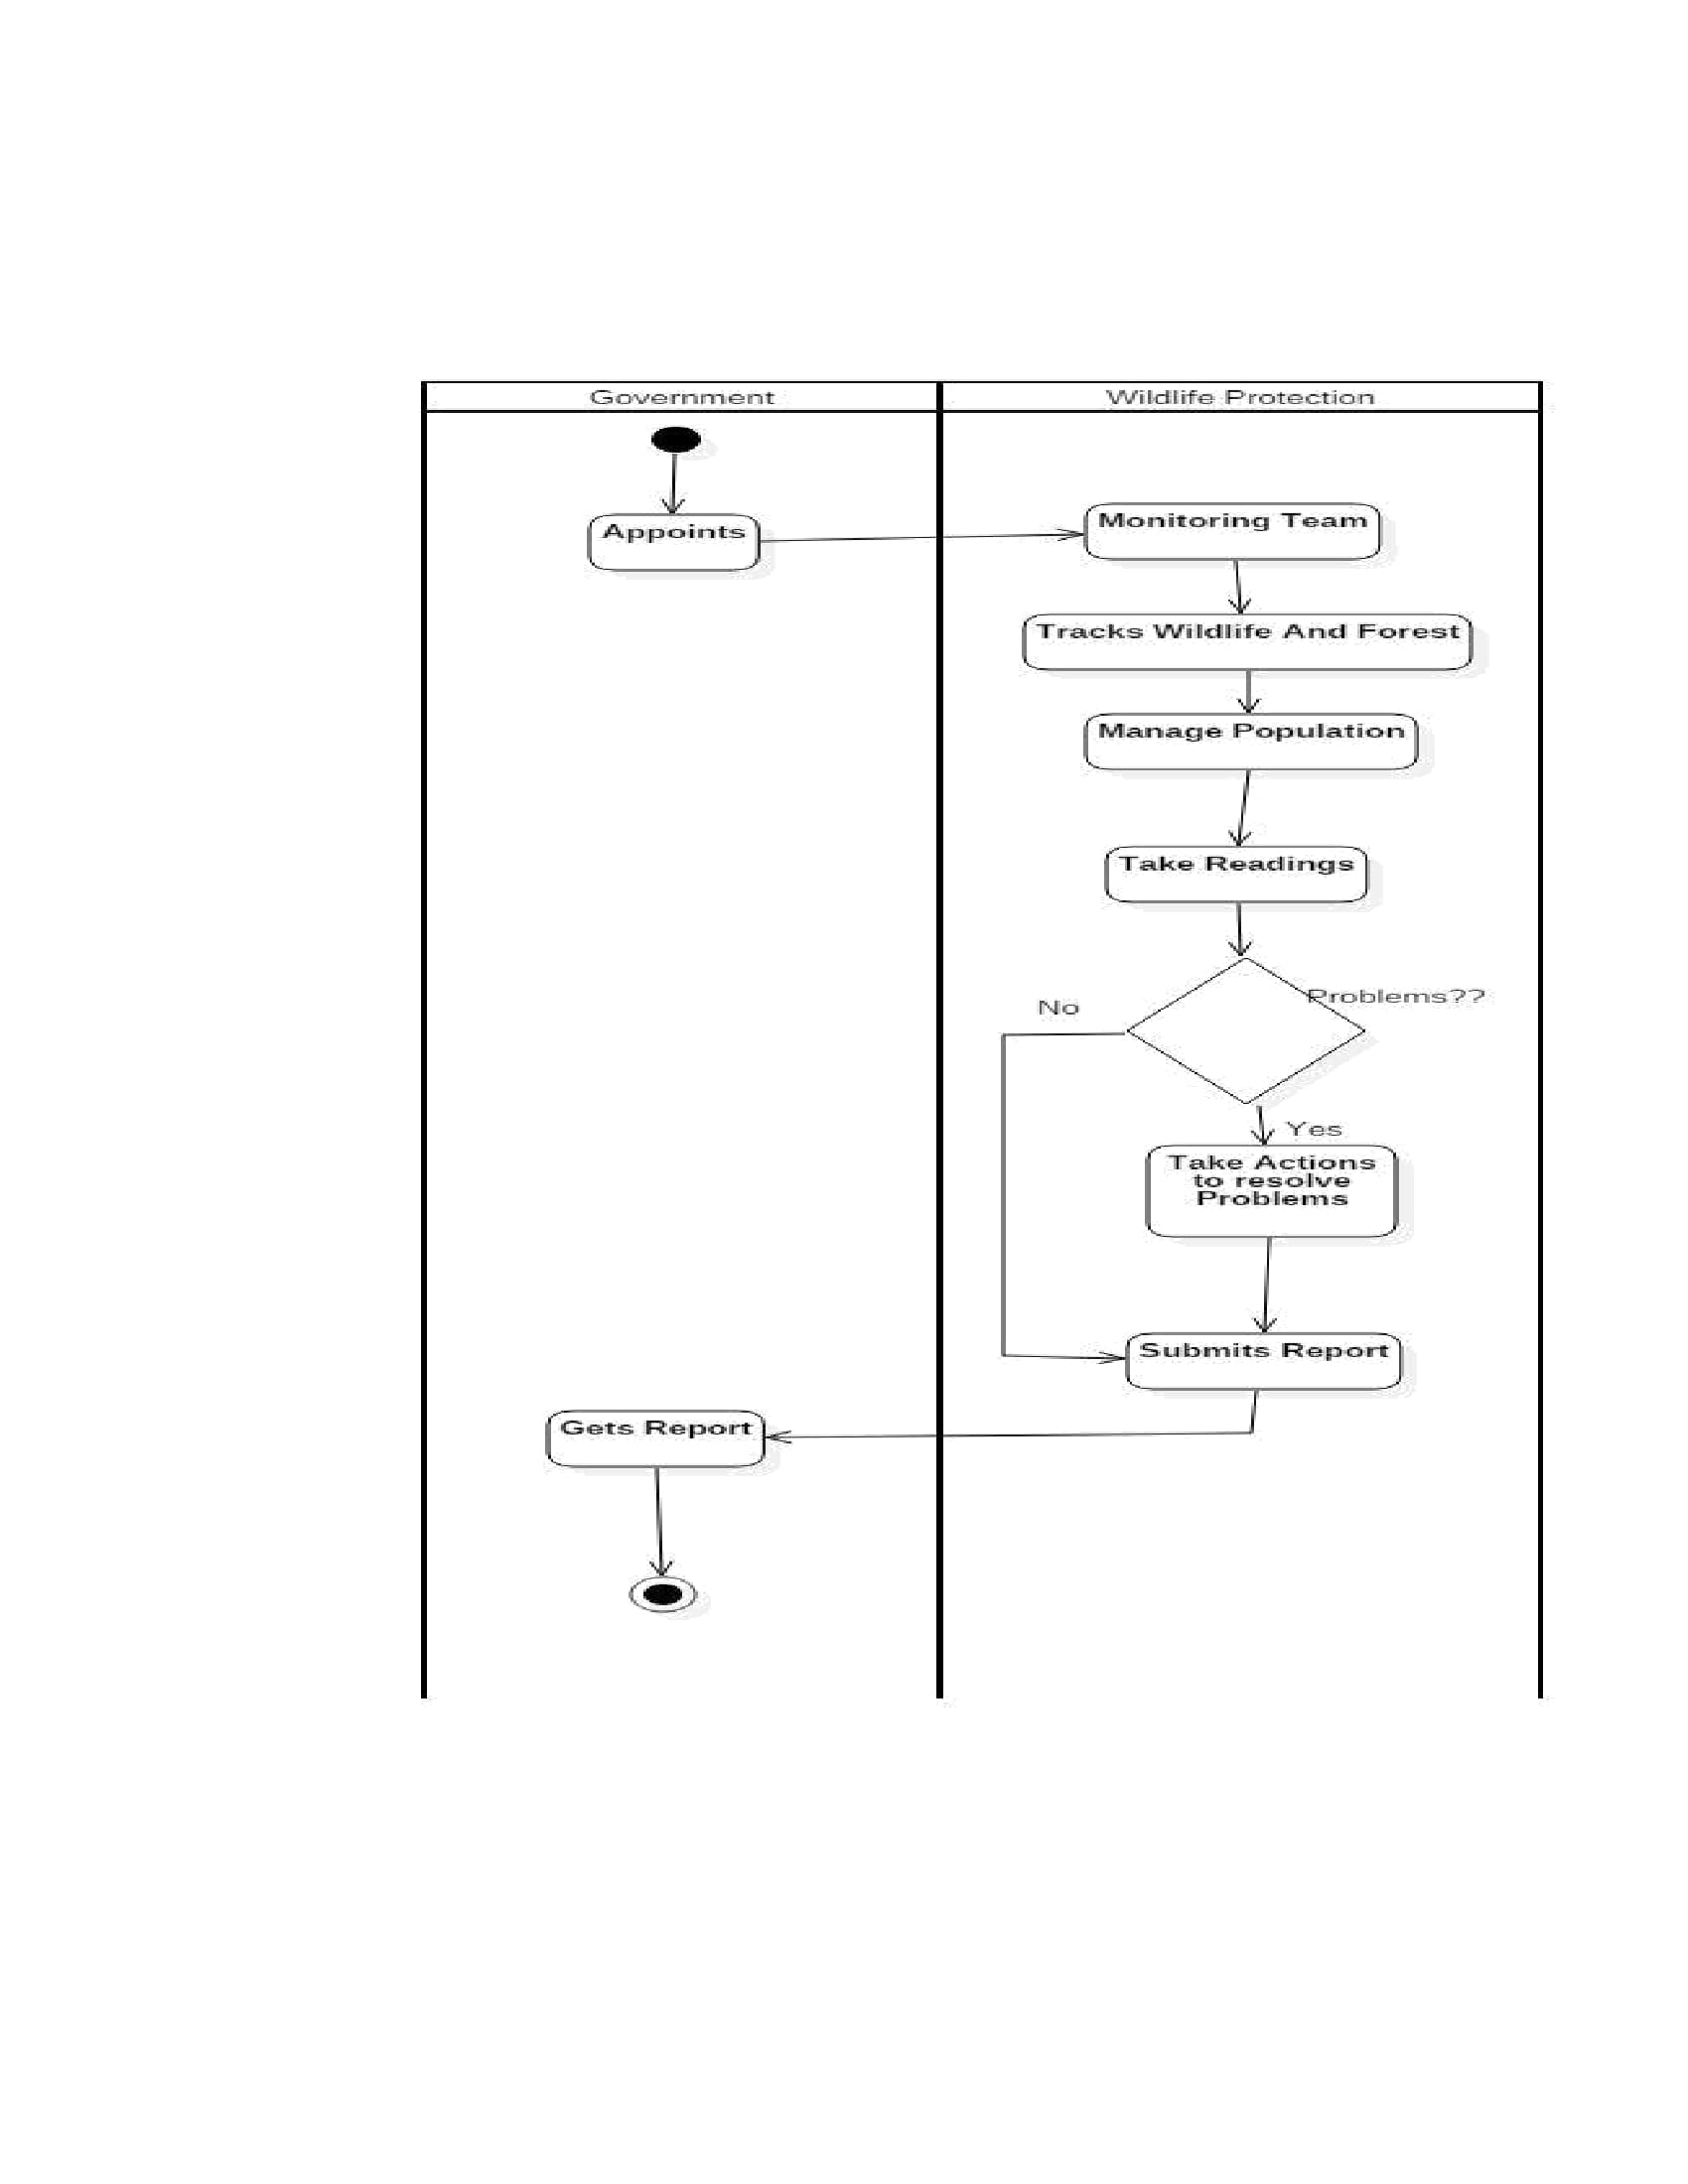 Government
Wildlife Protection
Appoints
Monitoring Team
Tracks Wildlife And Forest
Manage Population
Take Readings
Problems??
No
Yes
Take Actions
to resolve
Problems
Submits Report
Gets Report